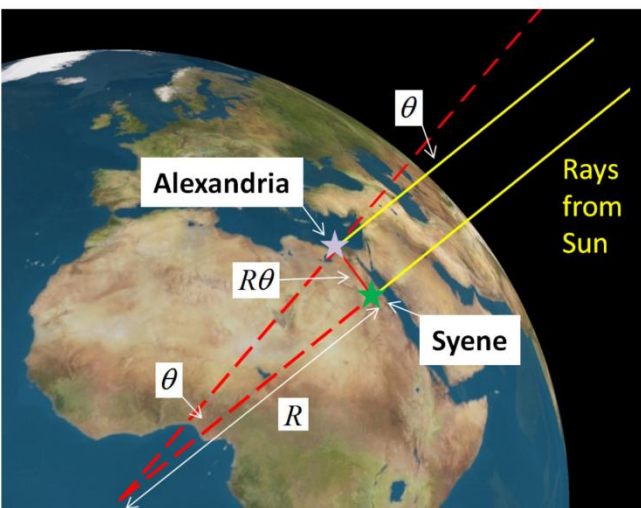 θ
Alexandria
Rays
from
Sun
Rθ
Syene
θ
R